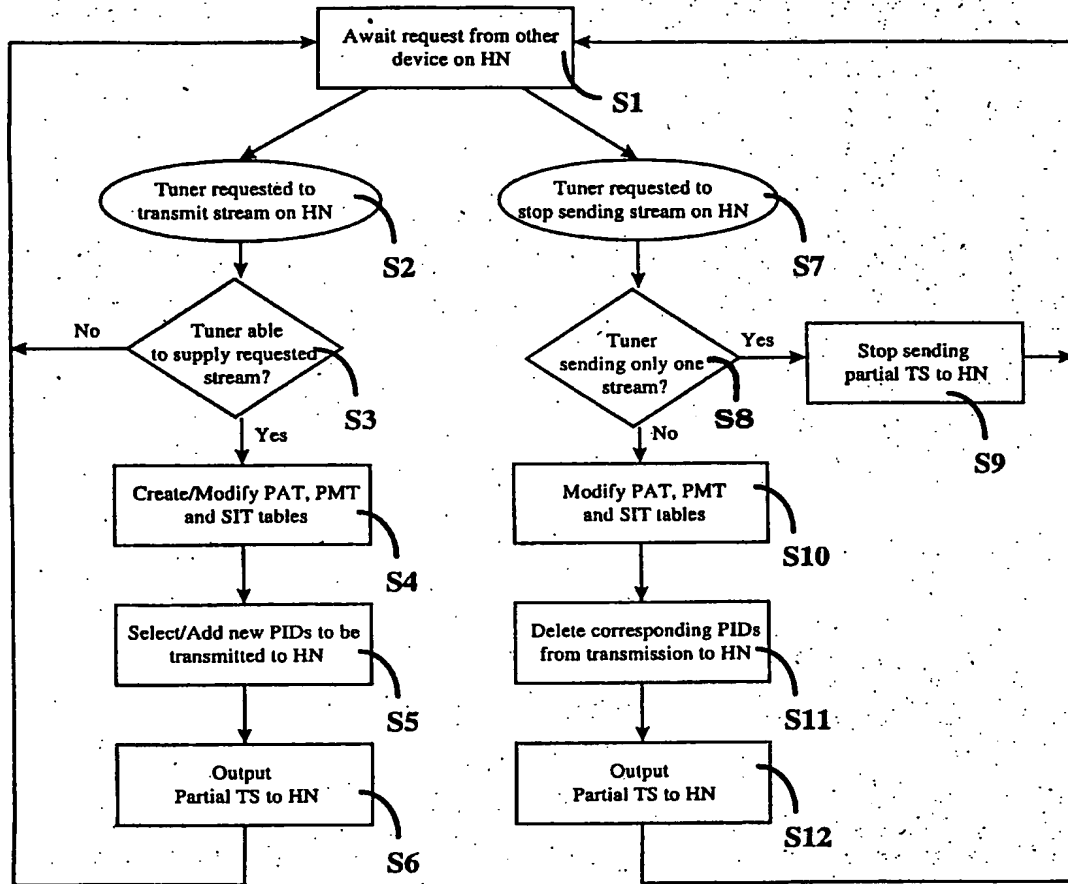 Await request from other
device on HN
S1
Tuner requested to
transmit stream on HN
S2
No
Tuner able
to supply requested
stream?
S3
Yes
Create/Modify PAT, PMT
and SIT tables
S4
Select/Add new PIDs to be
transmitted to HN
S5
Output
Partial TS to HN
S6
Tuner requested to
stop sending stream on HN
S7
Tuner
sending only one
stream?
S8
Yes
Stop sending
partial TS to HN
S9
No
Modify PAT, PMT
and SIT tables
S10
Delete corresponding PIDs
from transmission to HN
S11
Output
Partial TS to HN
S12